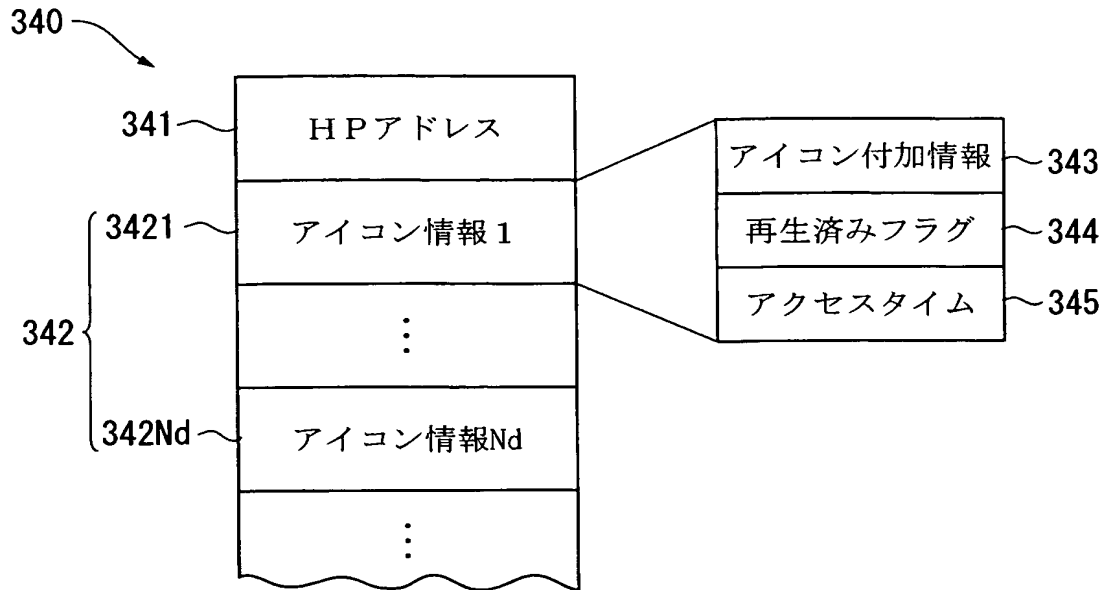 340
341
ＨＰアドレス
アイコン付加情報
343
3421
アイコン情報１
再生済みフラグ
344
342
⋮
アクセスタイム
345
342Nd
アイコン情報Nd
⋮